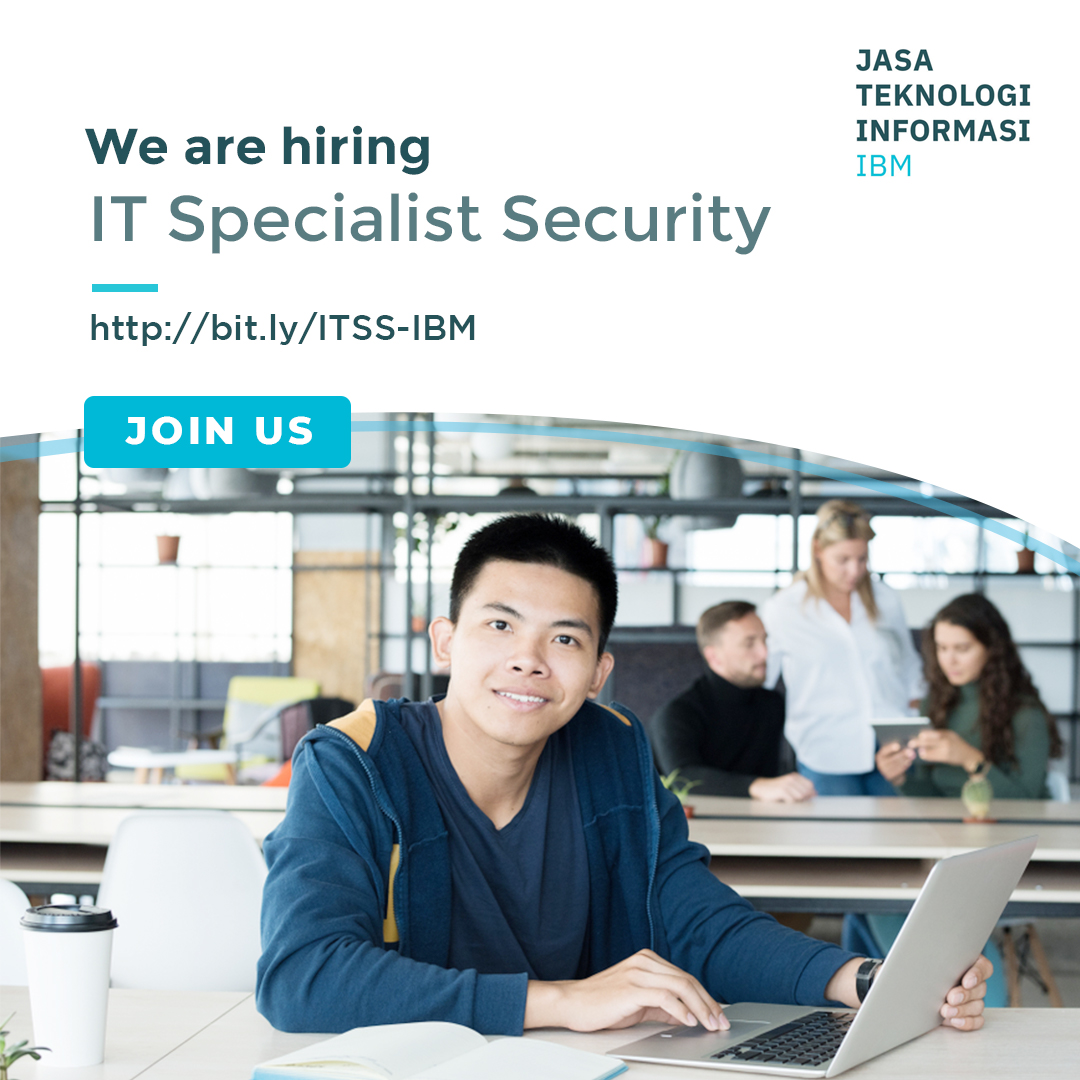 JASA
TEKNOLOGI
INFORMASI
IBM
We are hiring
IT Specialist Security
http://bit.ly/ITSS-IBM
JOIN US